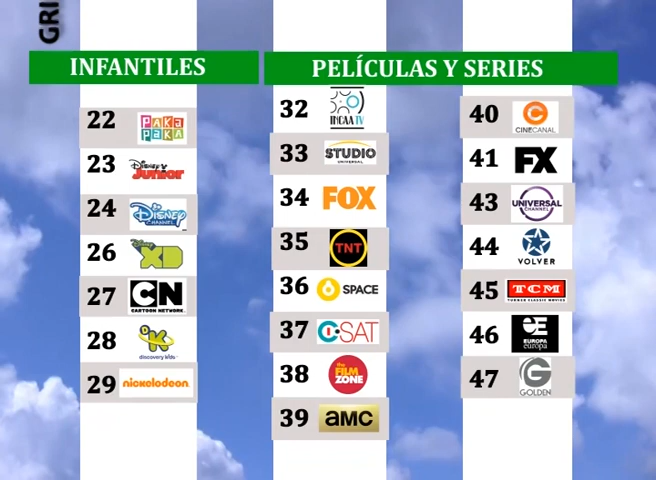 GRI
INFANTILES
22 PAKA PAKA
23 Disney Junior
24 Disney CHANNEL
26 Disney XD
27 CN CARTOON NETWORK
28 K discovery kids
29 nickelodeon
PELÍCULAS Y SERIES
32 INCAA TV
33 STUDIO UNIVERSAL
34 FOX
35 TNT
36 SPACE
37 C·SAT
38 the FILM ZONE
39 aMC
40 C CINECANAL
41 FX
43 UNIVERSAL CHANNEL
44 VOLVER
45 TCM TURNER CLASSIC MOVIES
46 EE EUROPA europa
47 G GOLDEN